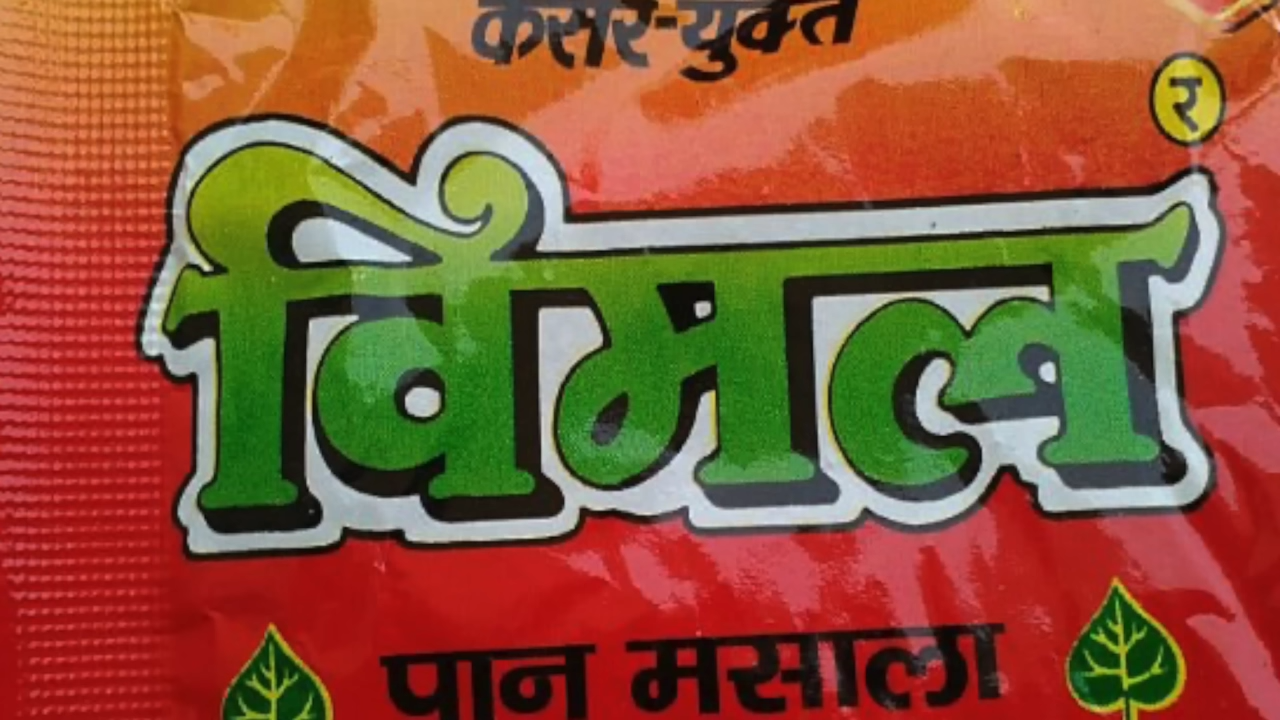 केसर-युक्त
र
विमल
पान मसाला